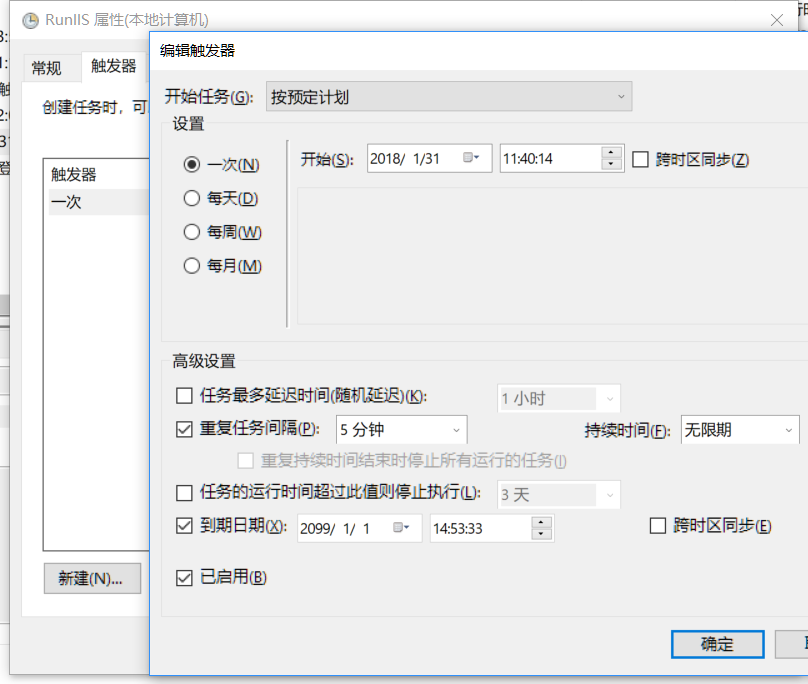 RunIIS 属性(本地计算机)
编辑触发器
常规
触发器
创建任务时，可
触发器
一次
新建(N)...
开始任务(G):
按预定计划
设置
一次(N)
每天(D)
每周(W)
每月(M)
开始(S):
2018/ 1/31
11:40:14
跨时区同步(Z)
高级设置
任务最多延迟时间(随机延迟)(K):
1 小时
重复任务间隔(P):
5 分钟
持续时间(F):
无限期
重复持续时间结束时停止所有运行的任务(I)
任务的运行时间超过此值则停止执行(L):
3 天
到期日期(X):
2099/ 1/ 1
14:53:33
跨时区同步(E)
已启用(B)
确定